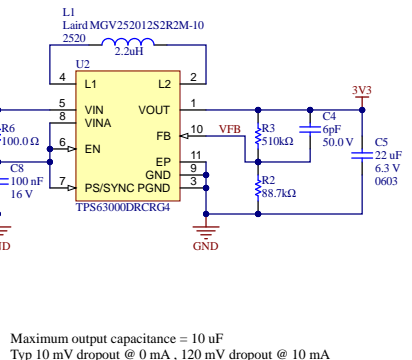 L1
Laird MGV252012S2R2M-10
2520
2.2uH
U2
4 L1 L2 2
3V3
5 VIN VOUT 1
8 VINA
VFB
FB 10
R6
100.0 Ω
6 EN
R3
510kΩ
C4
6pF
50.0 V
C5
22 uF
6.3 V
0603
EP 11
GND 9
C8
100 nF
16 V
7 PS/SYNC PGND 3
R2
88.7kΩ
TPS63000DRCRG4
GND
Maximum output capacitance = 10 uF
Typ 10 mV dropout @ 0 mA , 120 mV dropout @ 10 mA